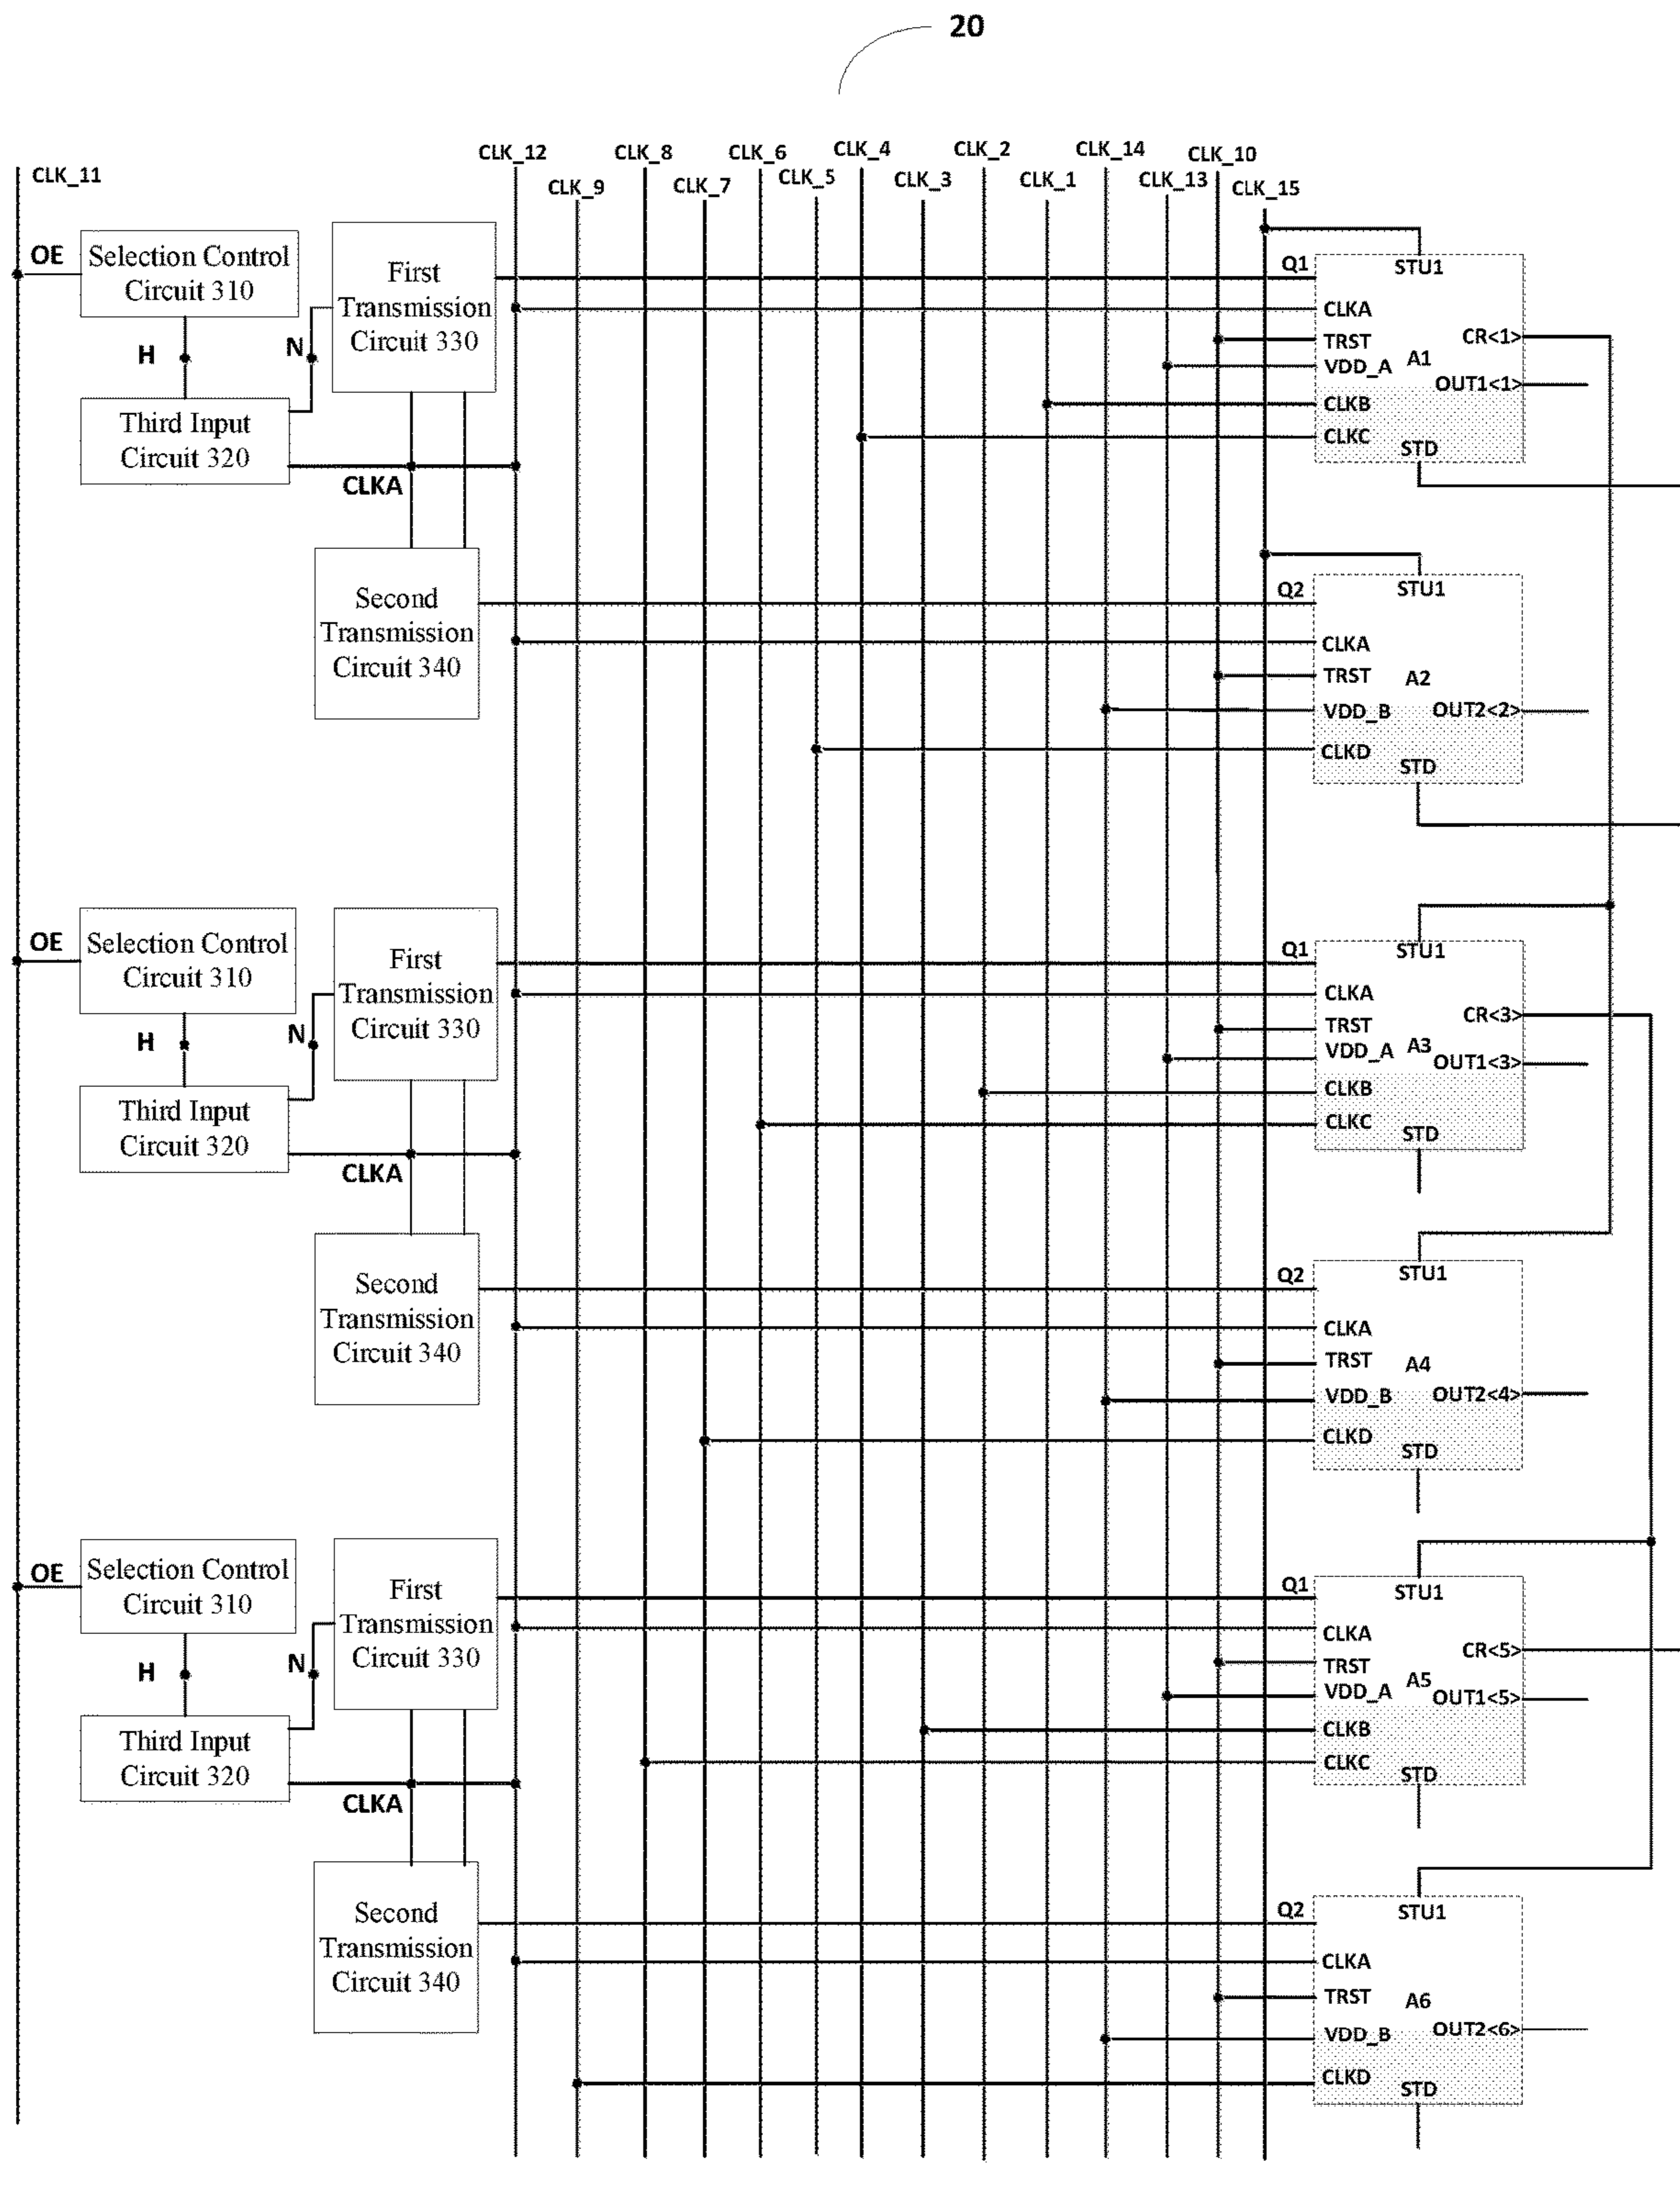 20
CLK_11
CLK_12
CLK_9
CLK_8
CLK_7
CLK_6
CLK_5
CLK_4
CLK_3
CLK_2
CLK_1
CLK_14
CLK_13
CLK_10
CLK_15
OE
Selection Control
Circuit 310
H
N
First
Transmission
Circuit 330
Third Input
Circuit 320
CLKA
Second
Transmission
Circuit 340
Q1
STU1
CLKA
TRST
VDD_A
A1
CLKB
CLKC
CR<1>
OUT1<1>
STD
Q2
STU1
CLKA
TRST
A2
VDD_B
OUT2<2>
CLKD
STD
OE
Selection Control
Circuit 310
H
N
First
Transmission
Circuit 330
Third Input
Circuit 320
CLKA
Second
Transmission
Circuit 340
Q1
STU1
CLKA
TRST
VDD_A
A3
CLKB
CLKC
CR<3>
OUT1<3>
STD
Q2
STU1
CLKA
TRST
A4
VDD_B
OUT2<4>
CLKD
STD
OE
Selection Control
Circuit 310
H
N
First
Transmission
Circuit 330
Third Input
Circuit 320
CLKA
Second
Transmission
Circuit 340
Q1
STU1
CLKA
TRST
VDD_A
A5
CLKB
CLKC
CR<5>
OUT1<5>
STD
Q2
STU1
CLKA
TRST
A6
VDD_B
OUT2<6>
CLKD
STD